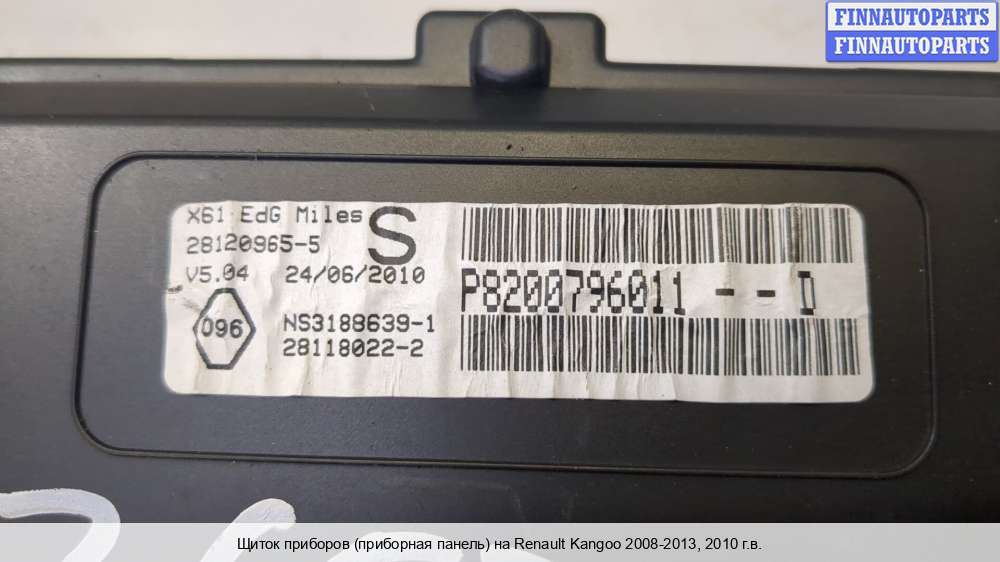 FINNAUTOPARTS
FINNAUTOPARTS
X61 EdG Miles S
28120965-5
V5.04 24/06/2010
P8200796011 -- D
096
NS3188639-1
28118022-2
Щиток приборов (приборная панель) на Renault Kangoo 2008-2013, 2010 г.в.